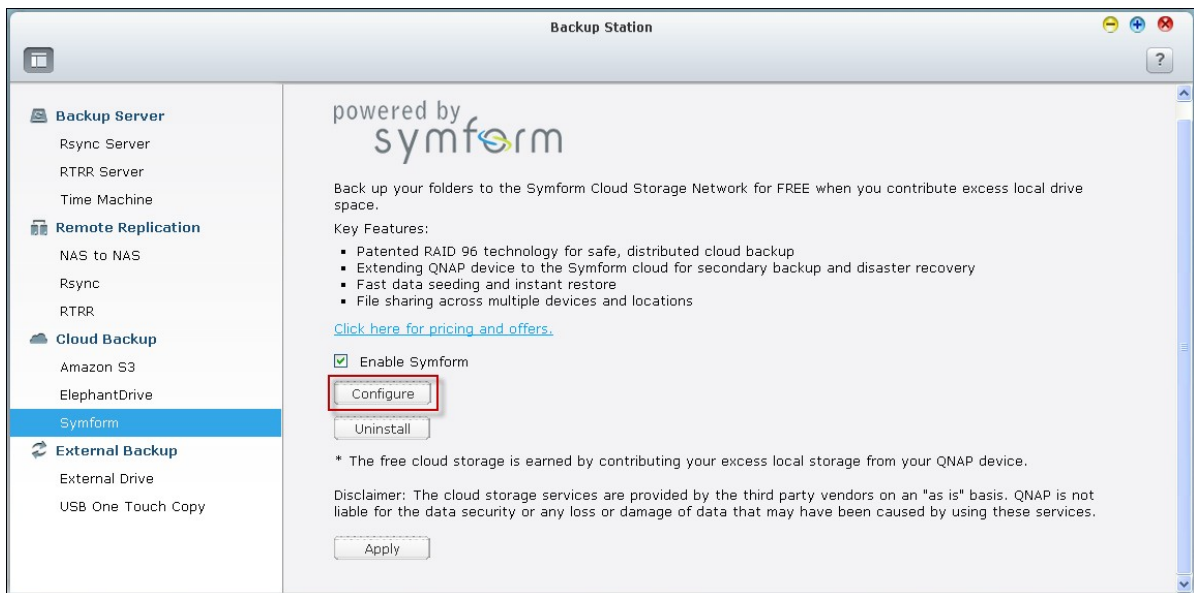 Backup Station
?
Backup Server
Rsync Server
RTRR Server
Time Machine
Remote Replication
NAS to NAS
Rsync
RTRR
Cloud Backup
Amazon S3
ElephantDrive
Symform
External Backup
External Drive
USB One Touch Copy
powered by
symform
Back up your folders to the Symform Cloud Storage Network for FREE when you contribute excess local drive
space.
Key Features:
▪ Patented RAID 96 technology for safe, distributed cloud backup
▪ Extending QNAP device to the Symform cloud for secondary backup and disaster recovery
▪ Fast data seeding and instant restore
▪ File sharing across multiple devices and locations
Click here for pricing and offers.
Enable Symform
Configure
Uninstall
* The free cloud storage is earned by contributing your excess local storage from your QNAP device.
Disclaimer: The cloud storage services are provided by the third party vendors on an "as is" basis. QNAP is not
liable for the data security or any loss or damage of data that may have been caused by using these services.
Apply